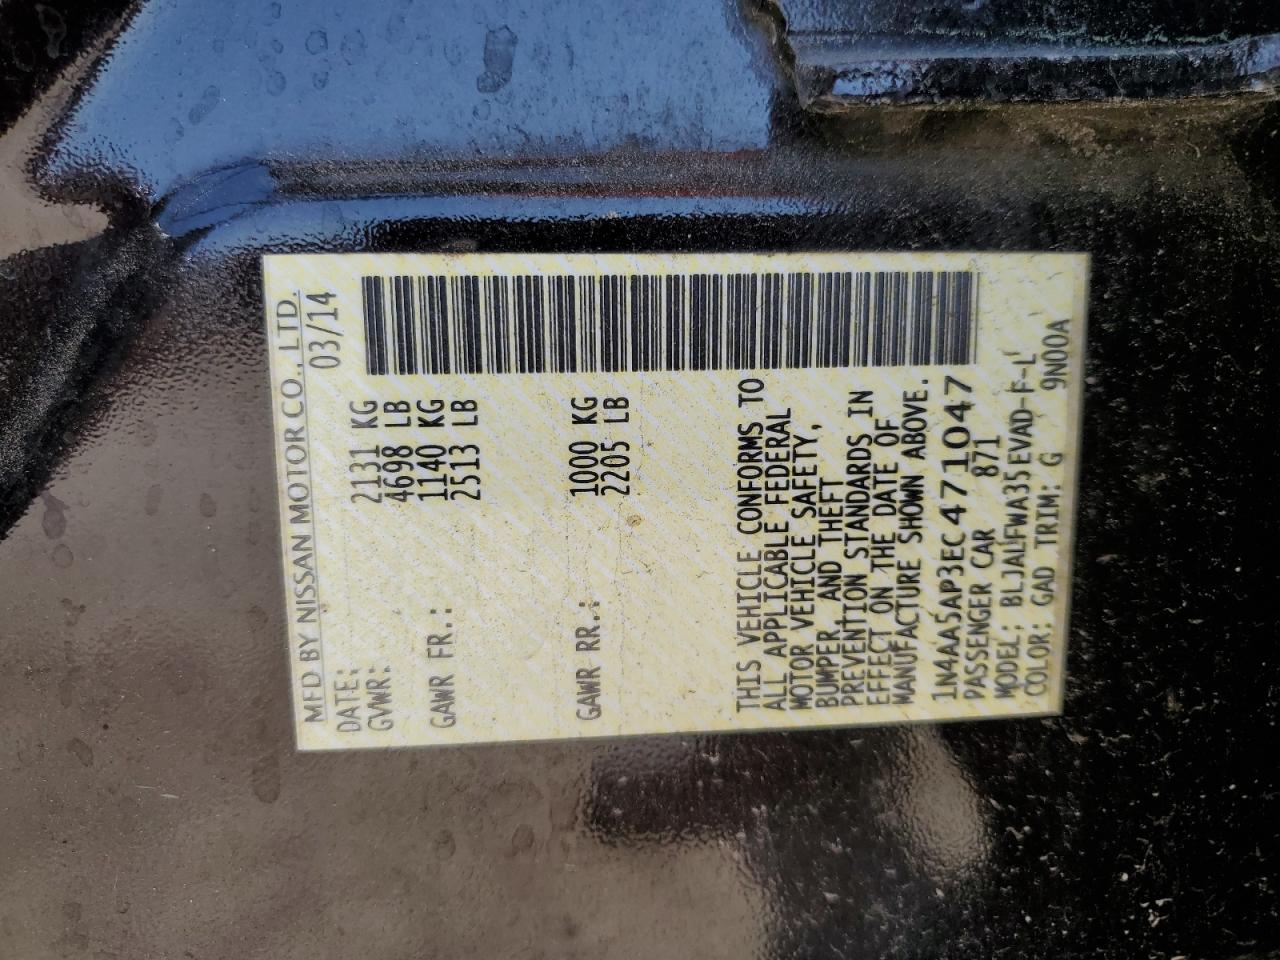 MFD BY NISSAN MOTOR CO., LTD.
DATE: 03/14
GVWR: 2131 KG
4698 LB
GAWR FR.: 1140 KG
2513 LB
GAWR RR.: 1000 KG
2205 LB
THIS VEHICLE CONFORMS TO
ALL APPLICABLE FEDERAL
MOTOR VEHICLE SAFETY,
BUMPER, AND THEFT
PREVENTION STANDARDS IN
EFFECT ON THE DATE OF
MANUFACTURE SHOWN ABOVE.
1N4AA5AP3EC471047
PASSENGER CAR 871
MODEL: BLJALFWA35EVAD-F-L
COLOR: GAD TRIM: G 9N00A